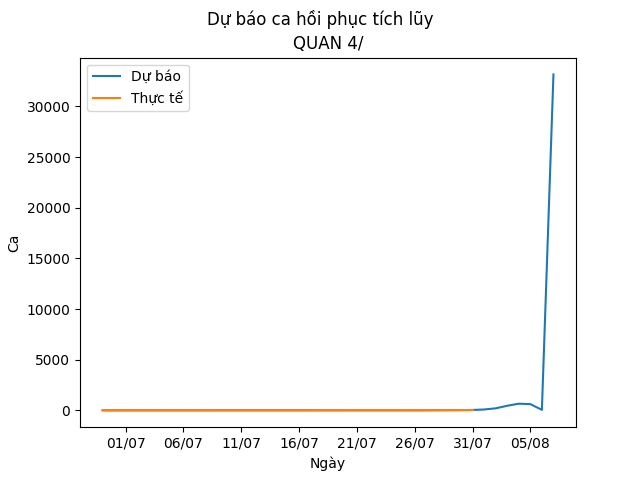 Dự báo ca hồi phục tích lũy
QUAN 4/
Dự báo
Thực tế
30000
25000
20000
15000
10000
5000
0
Ca
01/07 06/07 11/07 16/07 21/07 26/07 31/07 05/08
Ngày